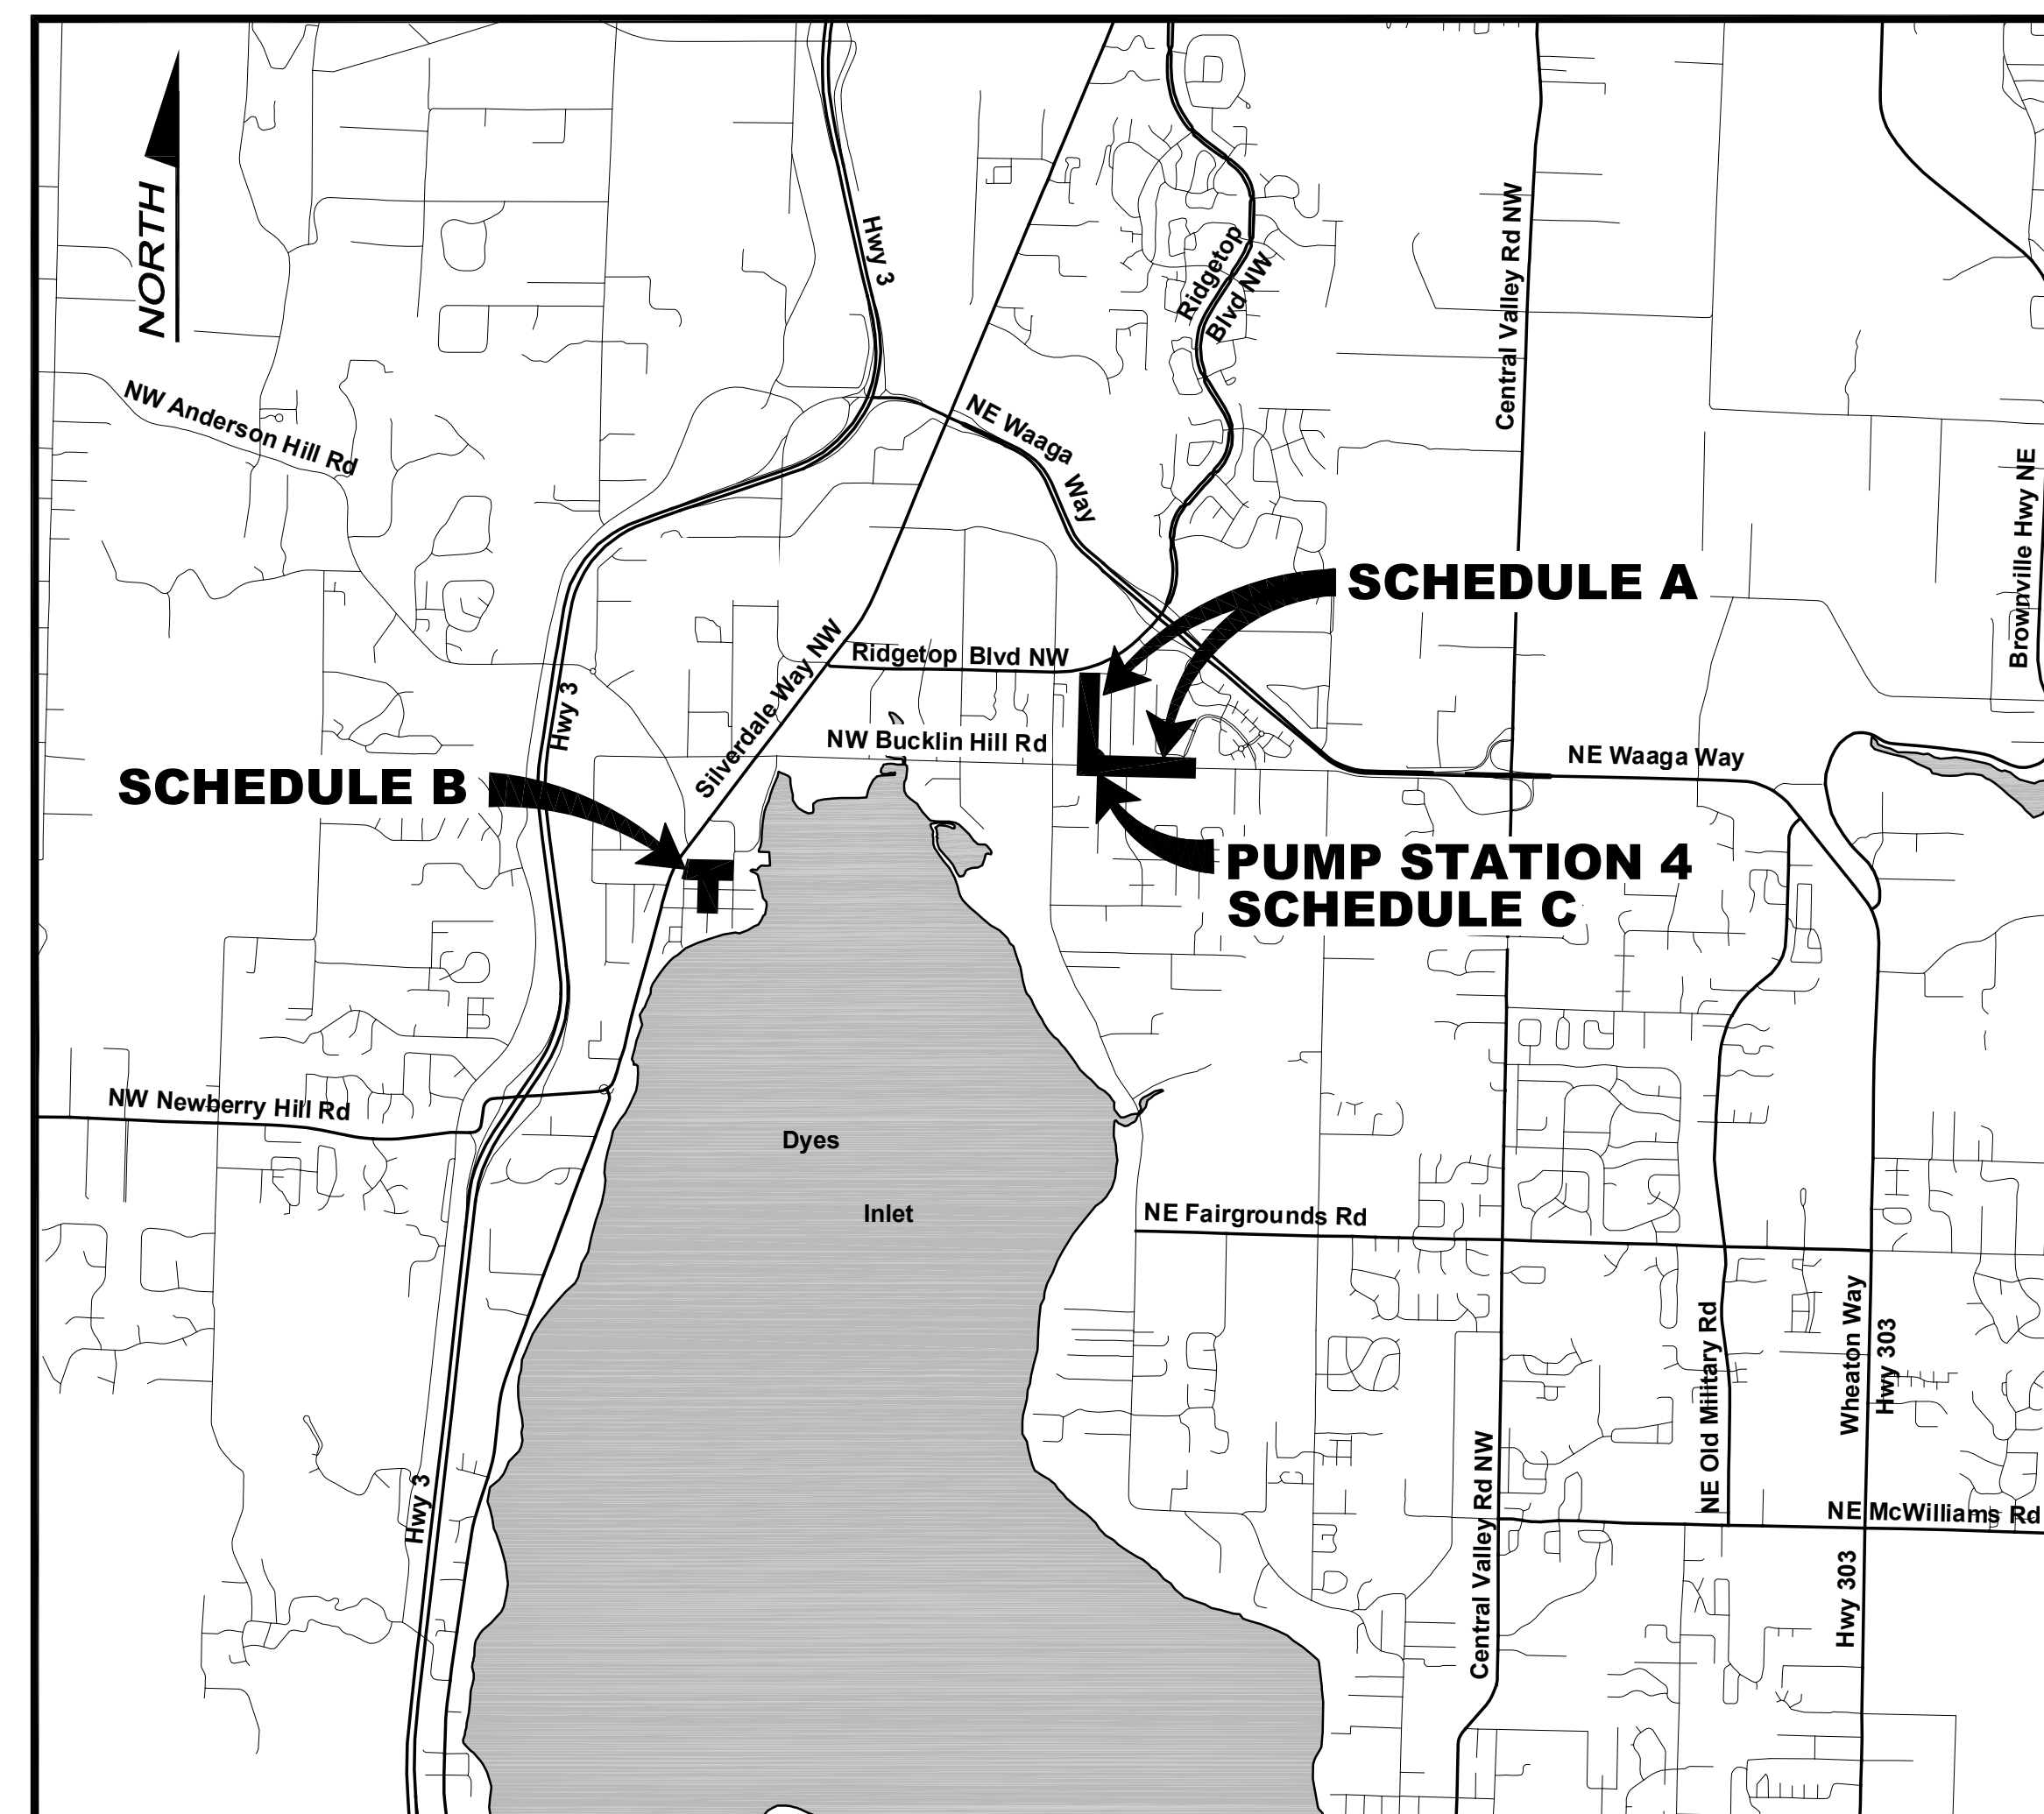 NORTH
Hwy 3
Ridgetop
Blvd NW
Central Valley Rd NW
NW Anderson Hill Rd
NE Waaga
Way
Brownville Hwy NE
SCHEDULE A
Ridgetop Blvd NW
Silverdale Way NW
Hwy 3
NW Bucklin Hill Rd
NE Waaga Way
SCHEDULE B
PUMP STATION 4
SCHEDULE C
NW Newberry Hill Rd
Dyes
Inlet
NE Fairgrounds Rd
Wheaton Way
Hwy 303
NE Old Military Rd
Central Valley Rd NW
Hwy 3
NE McWilliams Rd
Hwy 303